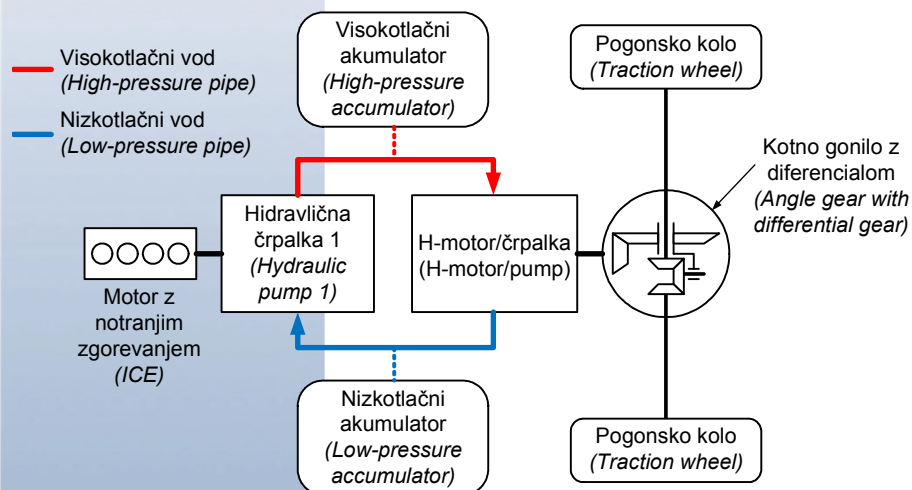 Visokotlačni vod
(High-pressure pipe)
Nizkotlačni vod
(Low-pressure pipe)
Visokotlačni
akumulator
(High-pressure
accumulator)
Pogonsko kolo
(Traction wheel)
Kotno gonilo z
diferencialom
(Angle gear with
differential gear)
Hidravlična
črpalka 1
(Hydraulic
pump 1)
H-motor/črpalka
(H-motor/pump)
Motor z
notranjim
zgorevanjem
(ICE)
Nizkotlačni
akumulator
(Low-pressure
accumulator)
Pogonsko kolo
(Traction wheel)